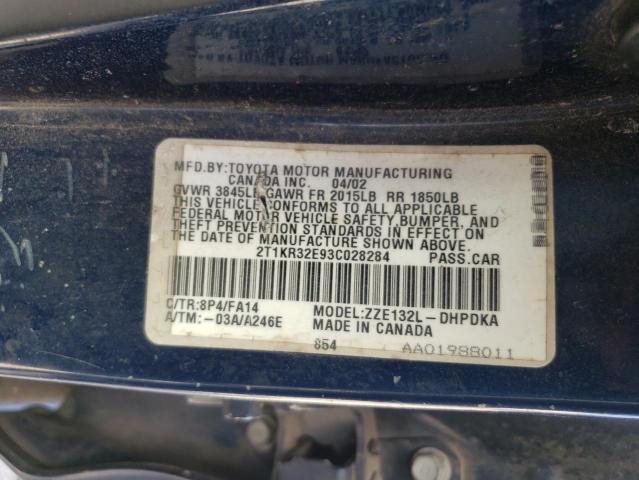 MFD.BY:TOYOTA MOTOR MANUFACTURING
CANADA INC. 04/02
GVWR 3845LB GAWR FR 2015LB RR 1850LB
THIS VEHICLE CONFORMS TO ALL APPLICABLE
FEDERAL MOTOR VEHICLE SAFETY,BUMPER, AND
THEFT PREVENTION STANDARDS IN EFFECT ON
THE DATE OF MANUFACTURE SHOWN ABOVE.
2T1KR32E93C028284 PASS.CAR
C/TR:8P4/FA14 MODEL:ZZE132L-DHPDKA
A/TM:-03A/A246E MADE IN CANADA
854 AA01988011